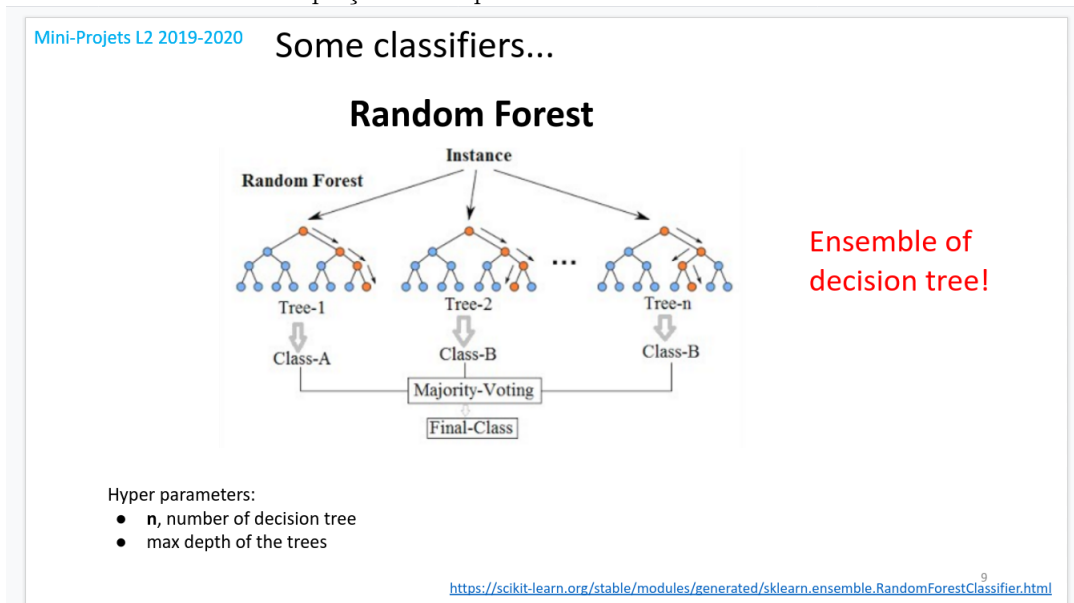 Mini-Projets L2 2019-2020
Some classifiers...
Random Forest
Instance
Random Forest
Ensemble of
decision tree!
...
Tree-1
Tree-2
Tree-n
Class-A
Class-B
Class-B
Majority-Voting
Final-Class
Hyper parameters:
● n, number of decision tree
● max depth of the trees
9
https://scikit-learn.org/stable/modules/generated/sklearn.ensemble.RandomForestClassifier.html